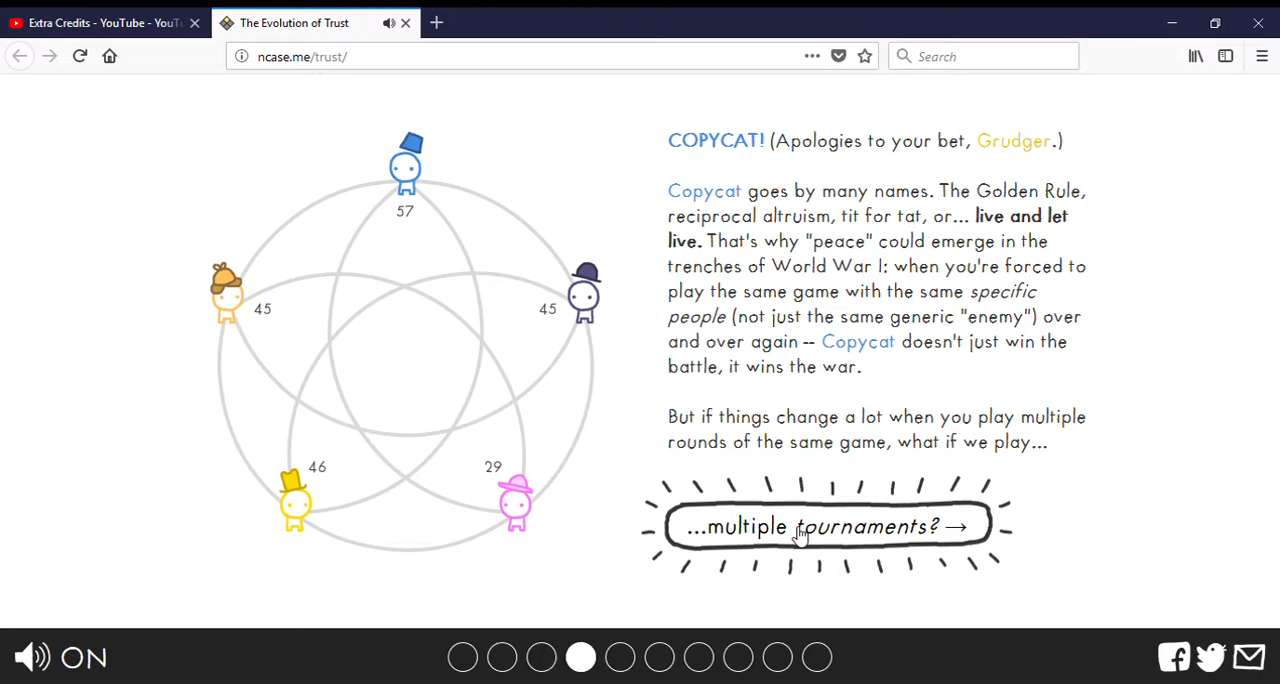 Extra Credits - YouTube - YouTu
The Evolution of Trust
ncase.me/trust/
Search
57
45
45
46
29
COPYCAT! (Apologies to your bet, Grudger.)
Copycat goes by many names. The Golden Rule,
reciprocal altruism, tit for tat, or... live and let
live. That's why "peace" could emerge in the
trenches of World War I: when you're forced to
play the same game with the same specific
people (not just the same generic "enemy") over
and over again -- Copycat doesn't just win the
battle, it wins the war.
But if things change a lot when you play multiple
rounds of the same game, what if we play...
...multiple tournaments? →
ON